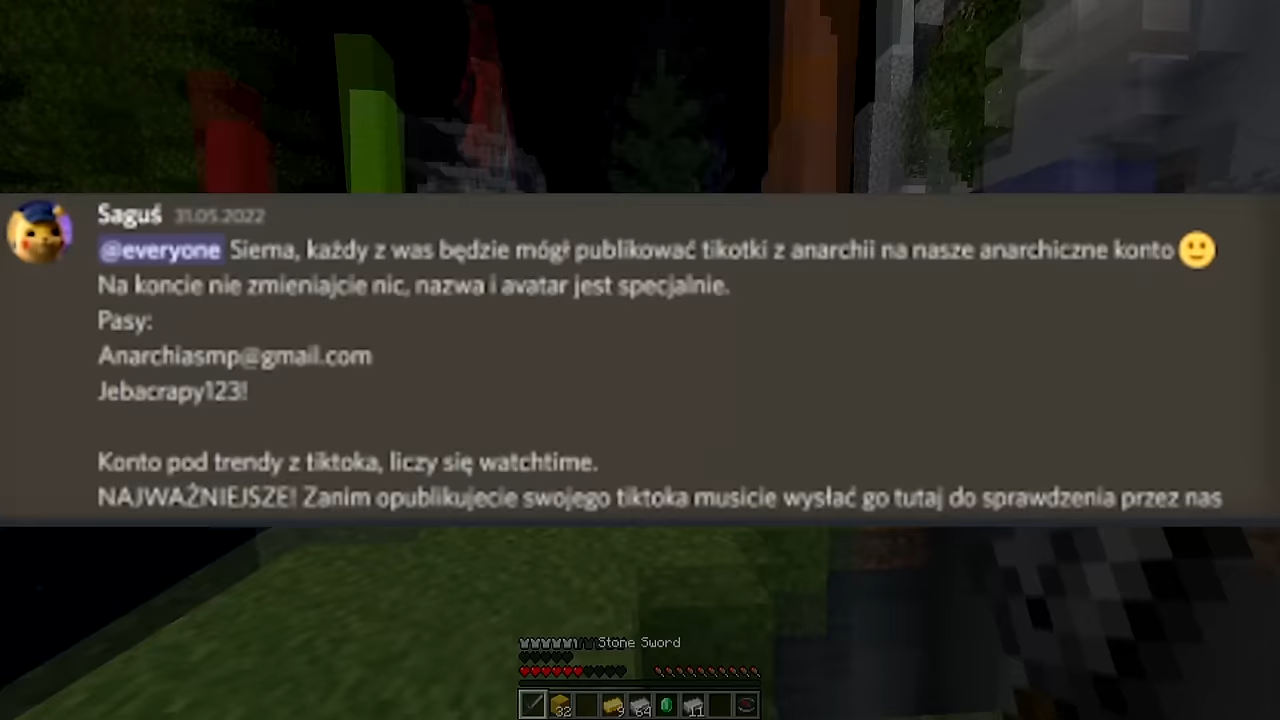 Saguś 31.05.2022
@everyone Siema, każdy z was będzie mógł publikować tikotki z anarchii na nasze anarchiczne konto
Na koncie nie zmieniajcie nic, nazwa i avatar jest specjalnie.
Pasy:
Anarchiasmp@gmail.com
Jebacrapy123!
Konto pod trendy z tiktoka, liczy się watchtime.
NAJWAŻNIEJSZE! Zanim opublikujecie swojego tiktoka musicie wysłać go tutaj do sprawdzenia przez nas
Stone Sword
32 9 64 11